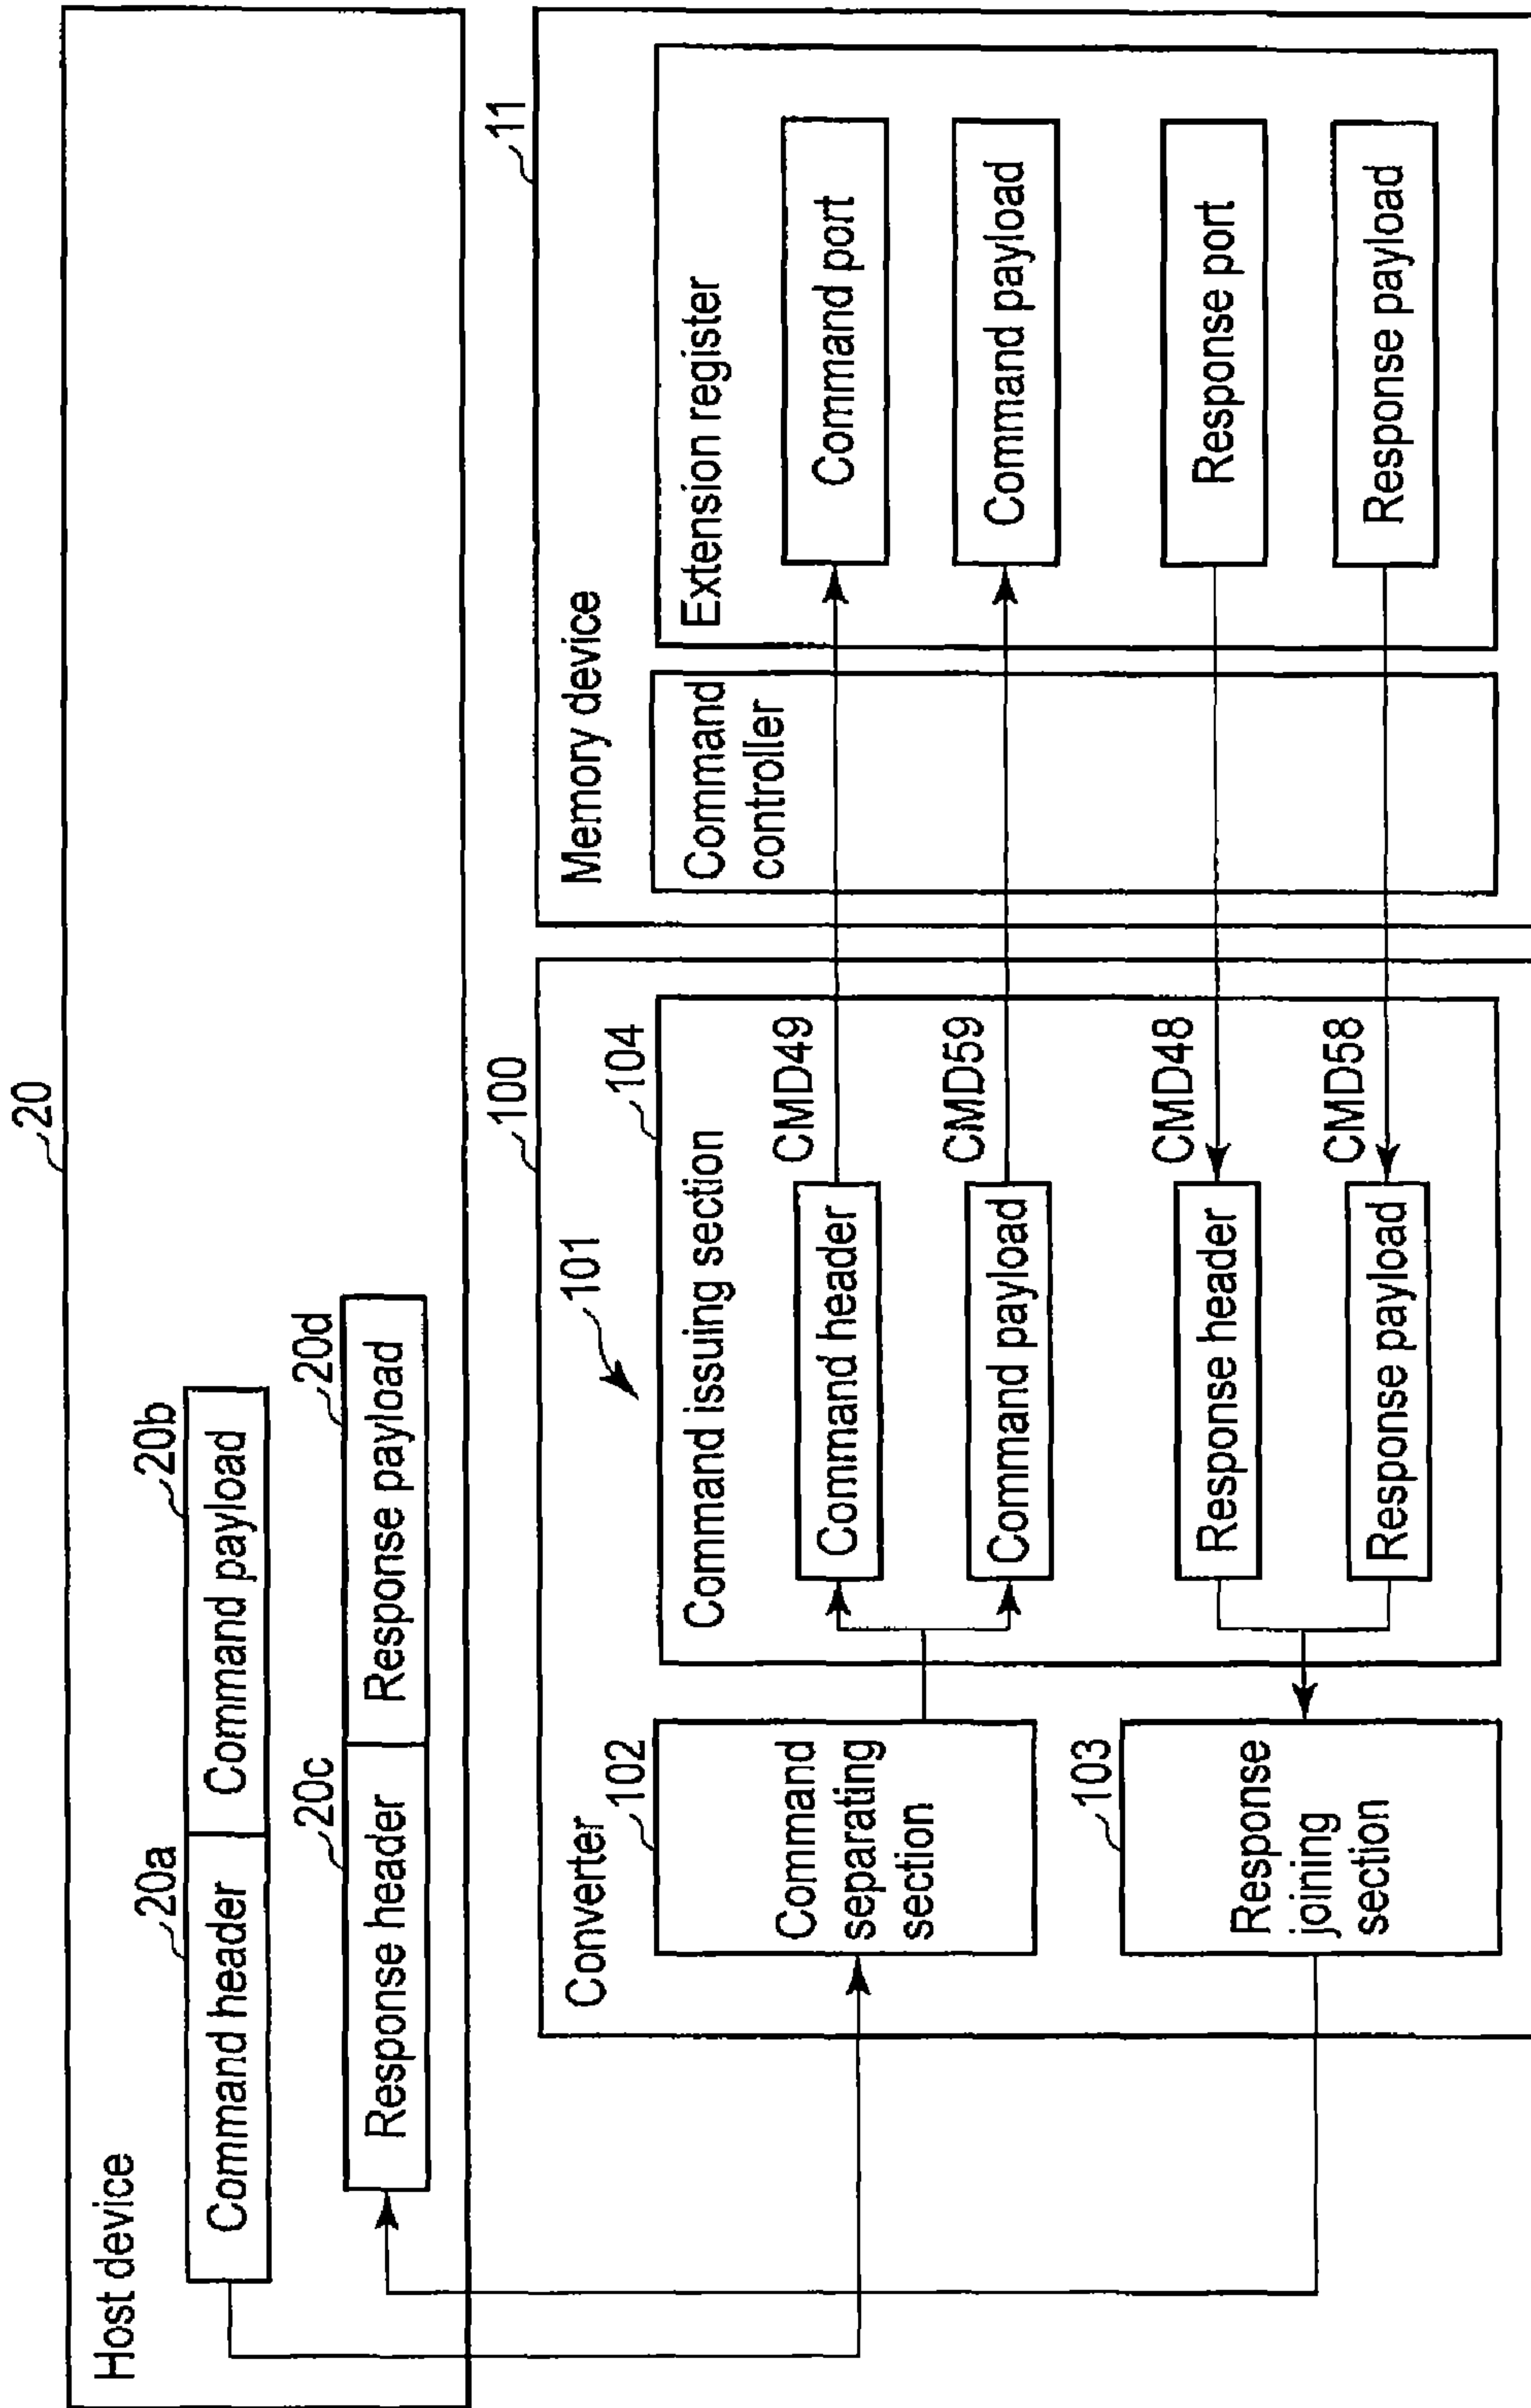 20
Host device
20a
20b
Command header
Command payload
20c
20d
Response header
Response payload
100
Converter
102
Command
separating
section
103
Response
joining
section
Command issuing section
104
101
Command header
CMD49
Command payload
CMD59
Response header
CMD48
Response payload
CMD58
11
Memory device
Command
controller
Extension register
Command port
Command payload
Response port
Response payload